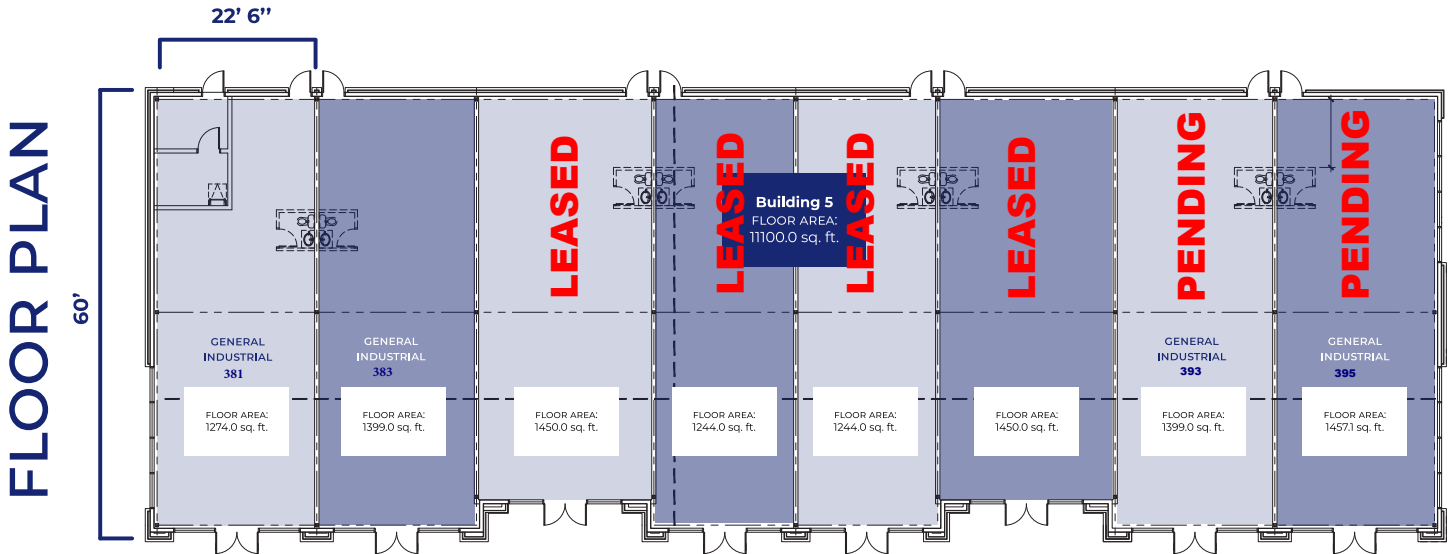 FLOOR PLAN
22’ 6’’
60’
LEASED
LEASED
LEASED
LEASED
PENDING
PENDING
Building 5
FLOOR AREA:
11100.0 sq. ft.
GENERAL
INDUSTRIAL
381
FLOOR AREA:
1274.0 sq. ft.
GENERAL
INDUSTRIAL
383
FLOOR AREA:
1399.0 sq. ft.
FLOOR AREA:
1450.0 sq. ft.
FLOOR AREA:
1244.0 sq. ft.
FLOOR AREA:
1244.0 sq. ft.
FLOOR AREA:
1450.0 sq. ft.
GENERAL
INDUSTRIAL
393
FLOOR AREA:
1399.0 sq. ft.
GENERAL
INDUSTRIAL
395
FLOOR AREA:
1457.1 sq. ft.